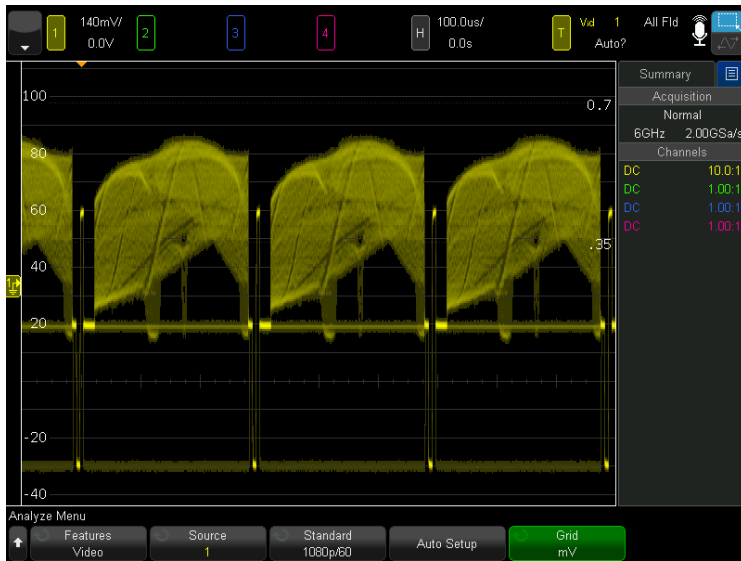 1 140mV/ 2 3 4 H 100.0us/ T Vid 1 All Fld
0.0V 0.0s Auto?
Summary
Acquisition
Normal
6GHz 2.00GSa/s
Channels
DC 10.0:1
DC 1.00:1
DC 1.00:1
DC 1.00:1
100
0.7
80
60
.35
40
1
20
-20
-40
Analyze Menu
Features Source Standard Auto Setup Grid
Video 1 1080p/60 mV